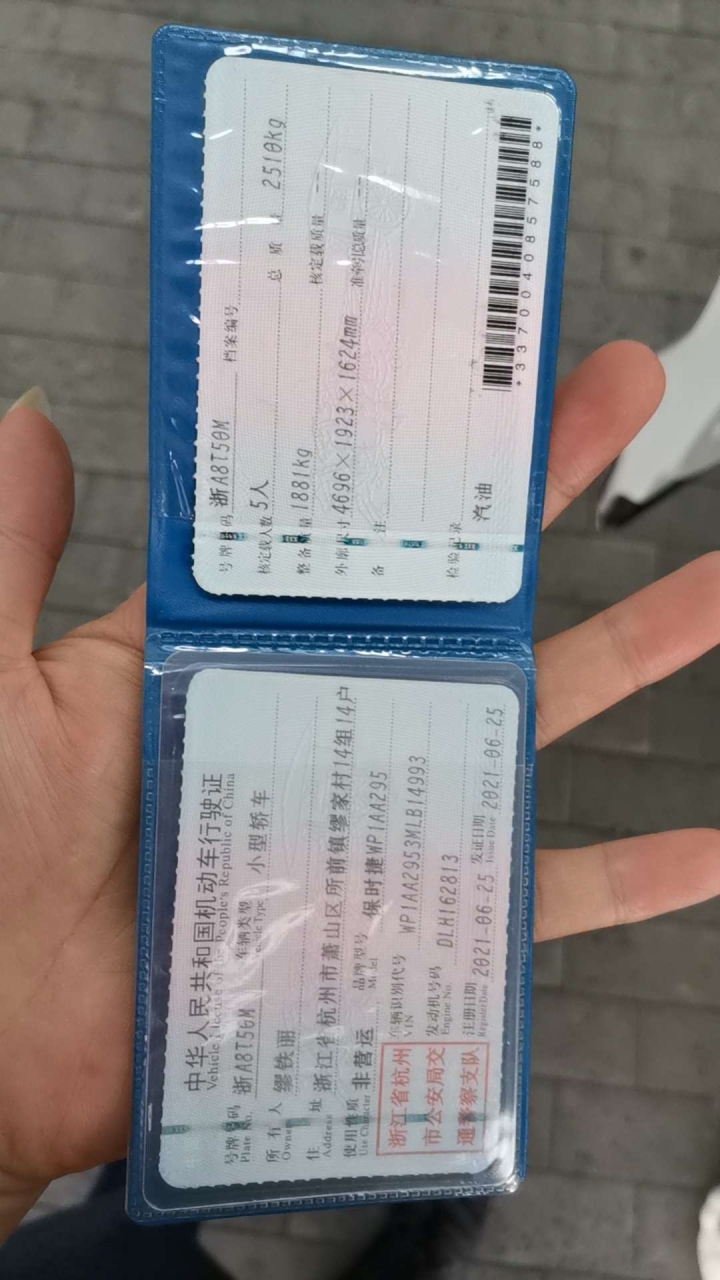 中华人民共和国机动车行驶证
Vehicle License of the People's Republic of China
号牌号码 浙A8T50M 车辆类型 小型轿车
Plate No. Vehicle Type
所有人 缪铁丽
Owner
住址 浙江省杭州市萧山区所前镇缪家村14组14户
Address
使用性质 非营运 品牌型号 保时捷WP1AA295
Use Character Model
浙江省杭州
市公安局交
通警察支队
车辆识别代号 WP1AA2953MLB14993
VIN
发动机号码 DLH162813
Engine No.
注册日期 2021-06-25 发证日期 2021-06-25
Register Date Issue Date
号牌号码 浙A8T50M 档案编号
核定载人数 5人 总质量 2510kg
整备质量 1881kg 核定载质量 --
外廓尺寸 4696×1923×1624mm 准牵引总质量 --
备注
检验记录 汽油
*3370040857588*